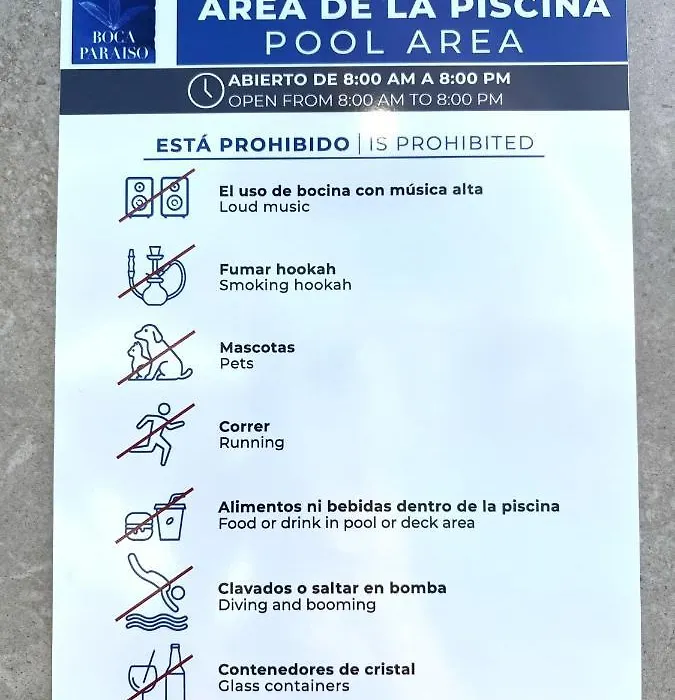 BOCA
PARAISO
ÁREA DE LA PISCINA
POOL AREA
ABIERTO DE 8:00 AM A 8:00 PM
OPEN FROM 8:00 AM TO 8:00 PM
ESTÁ PROHIBIDO | IS PROHIBITED
El uso de bocina con música alta
Loud music
Fumar hookah
Smoking hookah
Mascotas
Pets
Correr
Running
Alimentos ni bebidas dentro de la piscina
Food or drink in pool or deck area
Clavados o saltar en bomba
Diving and booming
Contenedores de cristal
Glass containers